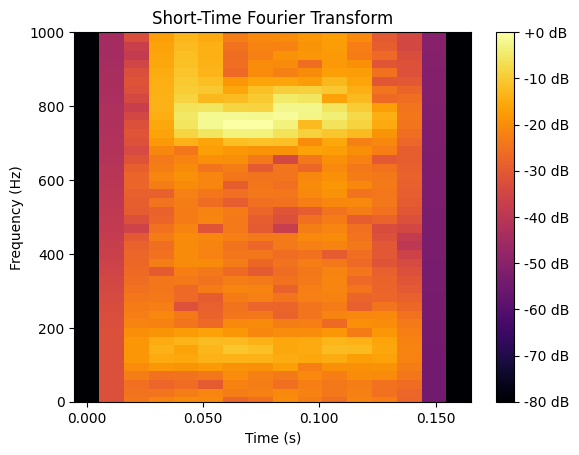 Short-Time Fourier Transform
1000
800
600
400
200
0
Frequency (Hz)
0.000
0.050
0.100
0.150
Time (s)
+0 dB
-10 dB
-20 dB
-30 dB
-40 dB
-50 dB
-60 dB
-70 dB
-80 dB